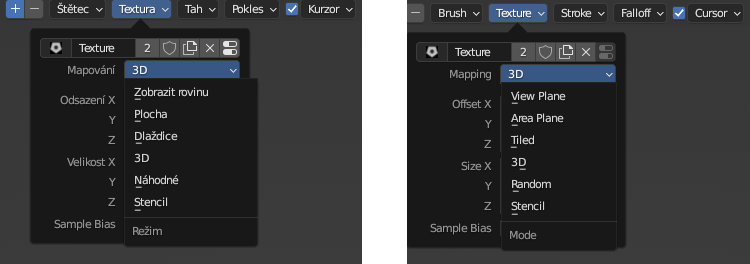 Štětec Textura Tah Pokles Kurzor
Texture 2
Mapování 3D
Zobrazit rovinu
Odsazení X
Plocha
Y
Dlaždice
Z
3D
Velikost X
Náhodné
Y
Stencil
Z
Sample Bias
Režim
Brush Texture Stroke Falloff Cursor
Texture 2
Mapping 3D
View Plane
Offset X
Area Plane
Y
Tiled
Z
3D
Size X
Random
Y
Stencil
Z
Sample Bias
Mode